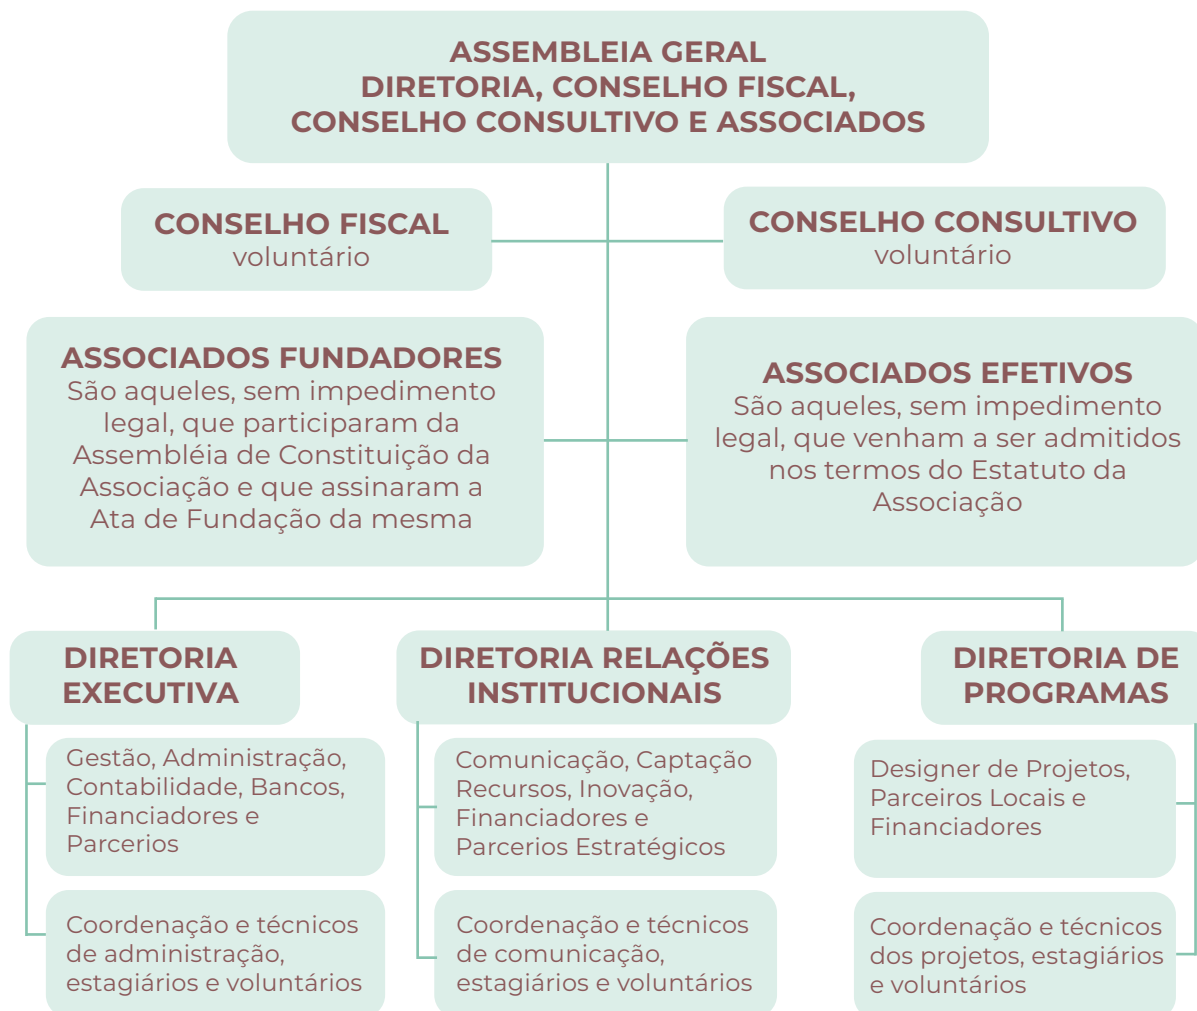 ASSEMBLEIA GERAL
DIRETORIA, CONSELHO FISCAL,
CONSELHO CONSULTIVO E ASSOCIADOS
CONSELHO FISCAL
voluntário
CONSELHO CONSULTIVO
voluntário
ASSOCIADOS FUNDADORES
São aqueles, sem impedimento
legal, que participaram da
Assembléia de Constituição da
Associação e que assinaram a
Ata de Fundação da mesma
ASSOCIADOS EFETIVOS
São aqueles, sem impedimento
legal, que venham a ser admitidos
nos termos do Estatuto da
Associação
DIRETORIA
EXECUTIVA
Gestão, Administração,
Contabilidade, Bancos,
Financiadores e
Parcerios
Coordenação e técnicos
de administração,
estagiários e voluntários
DIRETORIA RELAÇÕES
INSTITUCIONAIS
Comunicação, Captação
Recursos, Inovação,
Financiadores e
Parcerios Estratégicos
Coordenação e técnicos
de comunicação,
estagiários e voluntários
DIRETORIA DE
PROGRAMAS
Designer de Projetos,
Parceiros Locais e
Financiadores
Coordenação e técnicos
dos projetos, estagiários
e voluntários